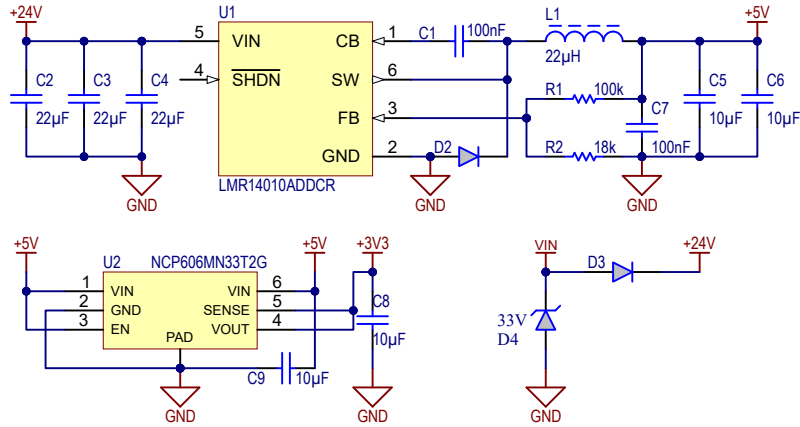 +24V
U1
+5V
5
VIN
CB
1
C1
100nF
L1
22µH
4
SHDN
SW
6
C2
C3
C4
22µF
22µF
22µF
FB
3
R1
100k
C5
C6
10µF
10µF
C7
100nF
GND
2
D2
R2
18k
LMR14010ADDCR
GND
GND
GND
+5V
U2
NCP606MN33T2G
+5V
+3V3
1
VIN
VIN
6
2
GND
SENSE
5
3
EN
VOUT
4
PAD
C8
10µF
C9
10µF
GND
GND
VIN
D3
+24V
33V
D4
GND